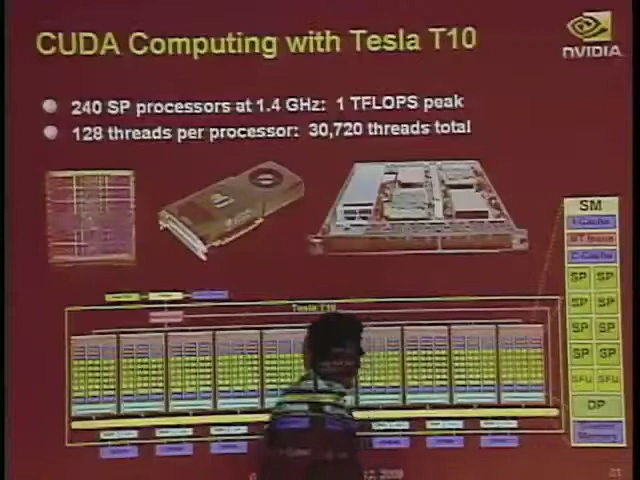 CUDA Computing with Tesla T10
NVIDIA
240 SP processors at 1.4 GHz: 1 TFLOPS peak
128 threads per processor: 30,720 threads total
SM
I-Cache
MT Issue
C-Cache
SP SP
SP SP
SP SP
SP SP
SFU SFU
DP
Memory
Tesla T10
2009